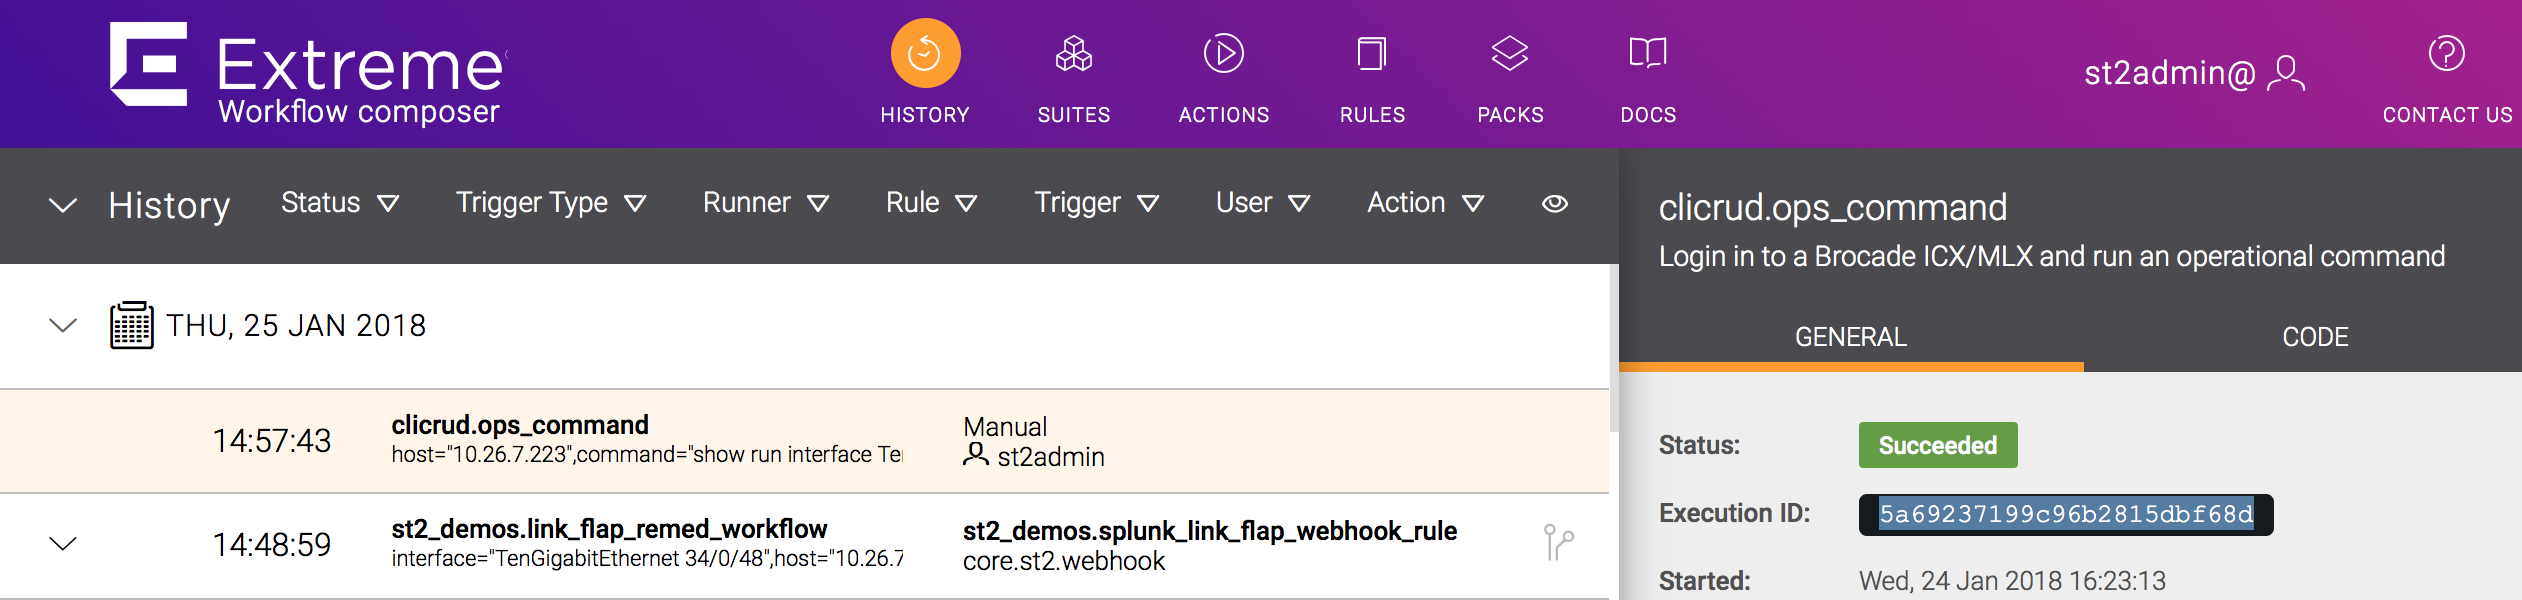 Extreme
Workflow composer
HISTORY
SUITES
ACTIONS
RULES
PACKS
DOCS
st2admin@
CONTACT US
History
Status
Trigger Type
Runner
Rule
Trigger
User
Action
THU, 25 JAN 2018
14:57:43
clicrud.ops_command
host="10.26.7.223",command="show run interface Te
Manual
st2admin
14:48:59
st2_demos.link_flap_remed_workflow
interface="TenGigabitEthernet 34/0/48",host="10.26.7
st2_demos.splunk_link_flap_webhook_rule
core.st2.webhook
clicrud.ops_command
Login in to a Brocade ICX/MLX and run an operational command
GENERAL
CODE
Status:
Succeeded
Execution ID:
5a69237199c96b2815dbf68d
Started:
Wed, 24 Jan 2018 16:23:13